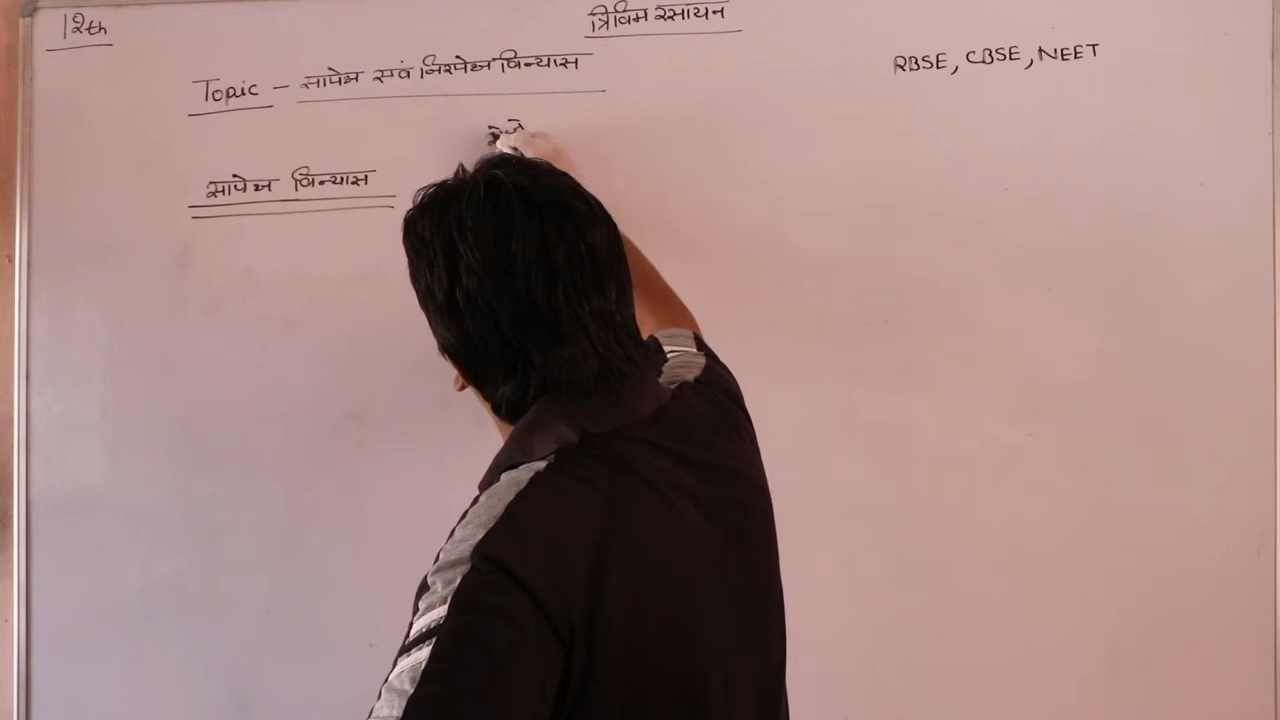 12th
त्रिविम रसायन
RBSE, CBSE, NEET
Topic - सापेक्ष एवं निरपेक्ष विन्यास
सापेक्ष विन्यास